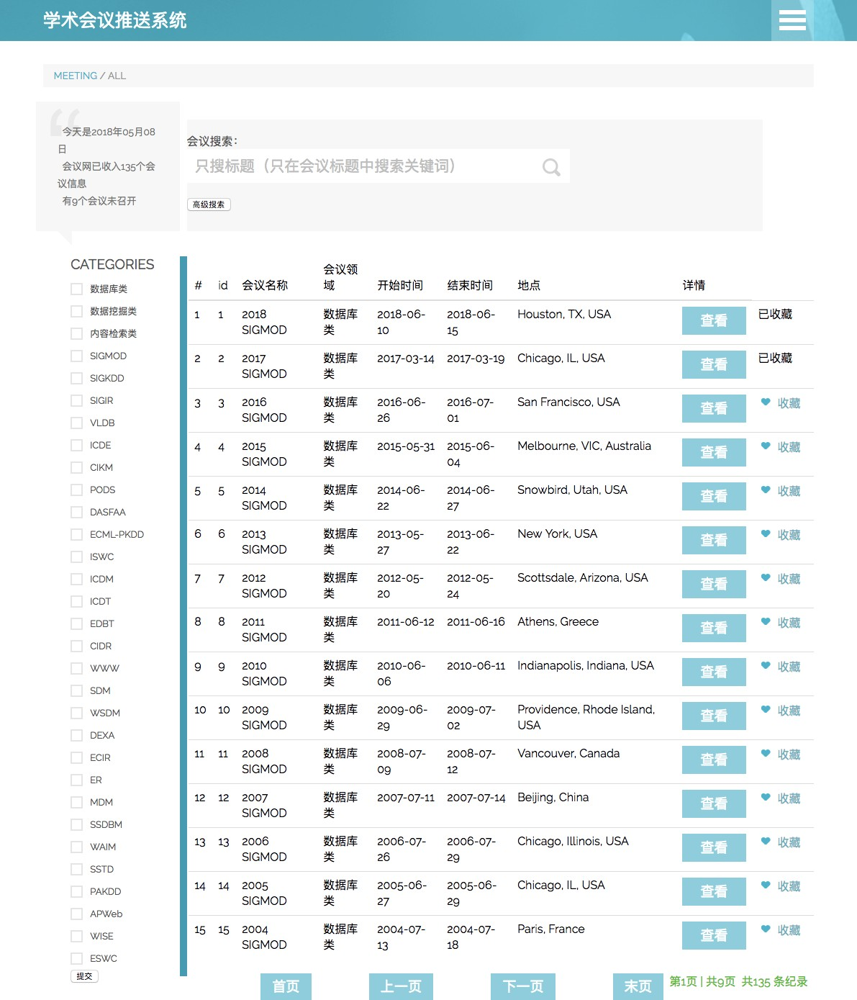 学术会议推送系统
MEETING / ALL
今天是2018年05月08
日
会议网已收入135个会
议信息
有9个会议未召开
会议搜索：
只搜标题（只在会议标题中搜索关键词）
高级搜索
CATEGORIES
数据库类
数据挖掘类
内容检索类
SIGMOD
SIGKDD
SIGIR
VLDB
ICDE
CIKM
PODS
DASFAA
ECML-PKDD
ISWC
ICDM
ICDT
EDBT
CIDR
WWW
SDM
WSDM
DEXA
ECIR
ER
MDM
SSDBM
WAIM
SSTD
PAKDD
APWeb
WISE
ESWC
提交
会议领
# id 会议名称 域 开始时间 结束时间 地点 详情
1 1 2018 数据库 2018-06- 2018-06- Houston, TX, USA 查看 已收藏
SIGMOD 类 10 15
2 2 2017 数据库 2017-03-14 2017-03-19 Chicago, IL, USA 查看 已收藏
SIGMOD 类
3 3 2016 数据库 2016-06- 2016-07- San Francisco, USA 查看 收藏
SIGMOD 类 26 01
4 4 2015 数据库 2015-05-31 2015-06- Melbourne, VIC, Australia 查看 收藏
SIGMOD 类 04
5 5 2014 数据库 2014-06- 2014-06- Snowbird, Utah, USA 查看 收藏
SIGMOD 类 22 27
6 6 2013 数据库 2013-05- 2013-06- New York, USA 查看 收藏
SIGMOD 类 27 22
7 7 2012 数据库 2012-05- 2012-05- Scottsdale, Arizona, USA 查看 收藏
SIGMOD 类 20 24
8 8 2011 数据库 2011-06-12 2011-06-16 Athens, Greece 查看 收藏
SIGMOD 类
9 9 2010 数据库 2010-06- 2010-06-11 Indianapolis, Indiana, USA 查看 收藏
SIGMOD 类 06
10 10 2009 数据库 2009-06- 2009-07- Providence, Rhode Island, 查看 收藏
SIGMOD 类 29 02 USA
11 11 2008 数据库 2008-07- 2008-07- Vancouver, Canada 查看 收藏
SIGMOD 类 09 12
12 12 2007 数据库 2007-07-11 2007-07-14 Beijing, China 查看 收藏
SIGMOD 类
13 13 2006 数据库 2006-07- 2006-07- Chicago, Illinois, USA 查看 收藏
SIGMOD 类 26 29
14 14 2005 数据库 2005-06- 2005-06- Chicago, IL, USA 查看 收藏
SIGMOD 类 27 29
15 15 2004 数据库 2004-07- 2004-07- Paris, France 查看 收藏
SIGMOD 类 13 18
首页 上一页 下一页 末页 第1页 | 共9页 共135 条纪录